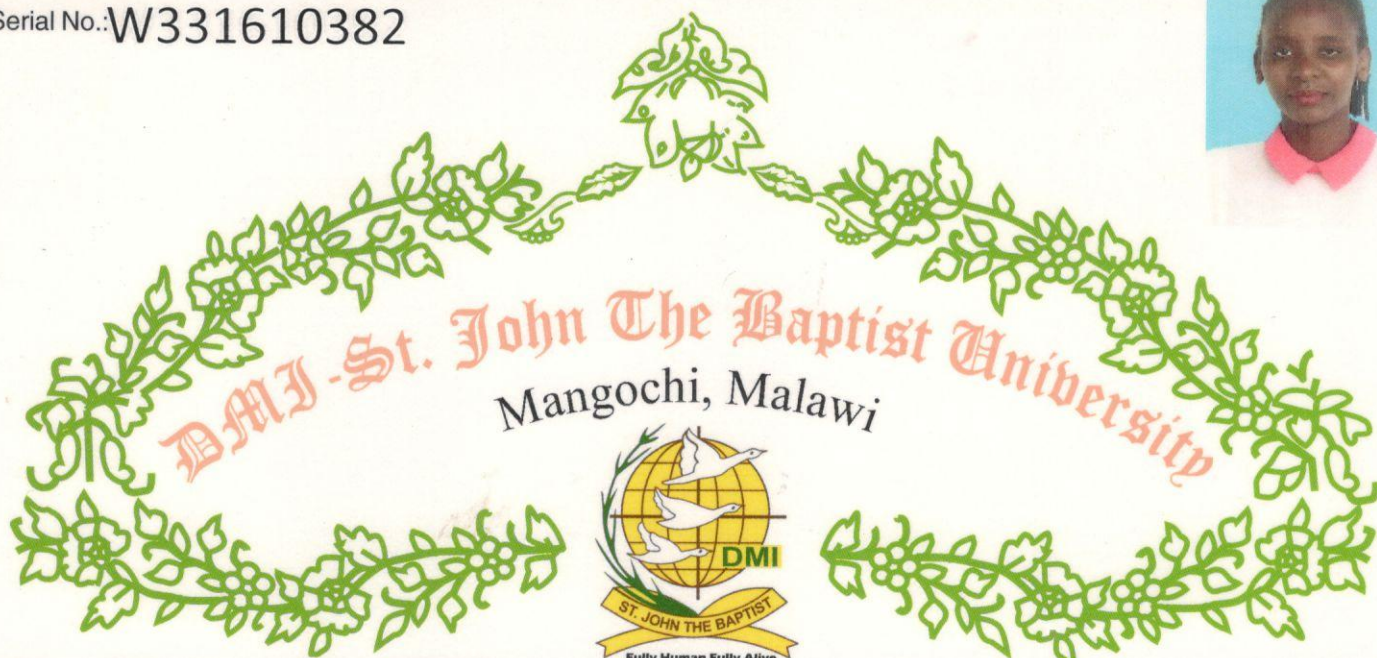 Serial No.:W331610382
DMI-St. John The Baptist University
Mangochi, Malawi
DMI
ST. JOHN THE BAPTIST
Fully Human Fully Alive